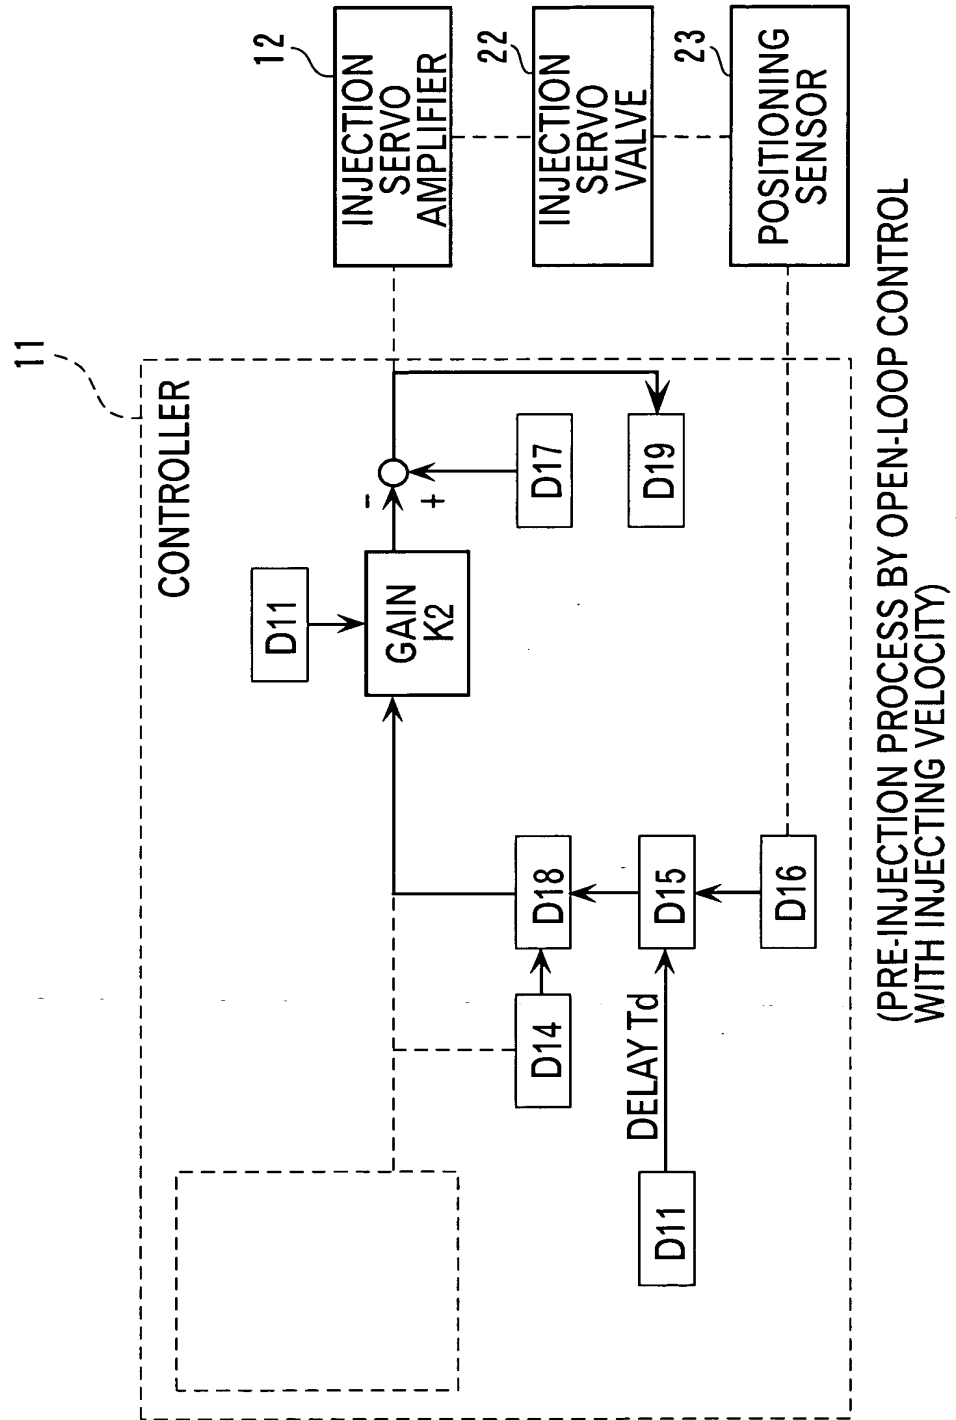 11
CONTROLLER
12
INJECTION
SERVO
AMPLIFIER
22
INJECTION
SERVO
VALVE
23
POSITIONING
SENSOR
D11
GAIN
K2
-
+
D17
D19
D14
D18
D11
DELAY Td
D15
D16
(PRE-INJECTION PROCESS BY OPEN-LOOP CONTROL
WITH INJECTING VELOCITY)